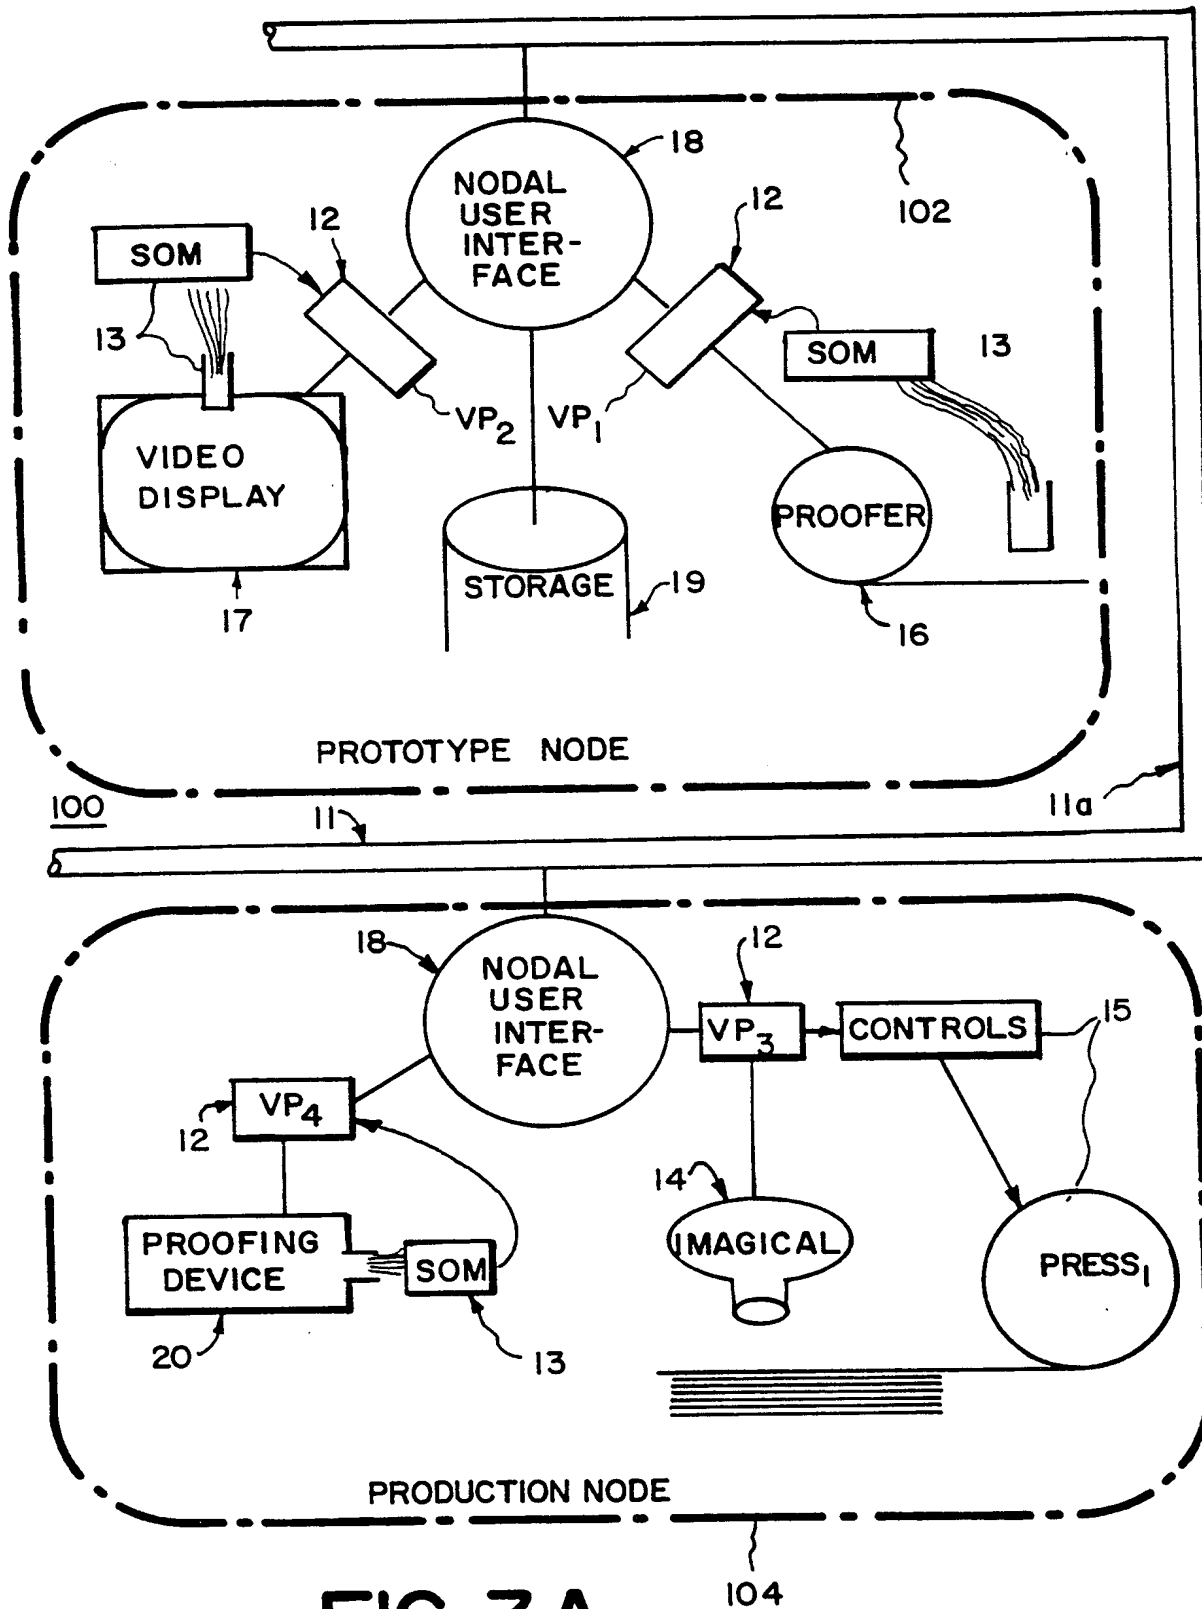 18
NODAL
USER
INTER-
FACE
12
12
102
SOM
13
SOM
13
VP2
VP1
VIDEO
DISPLAY
PROOFER
STORAGE
19
17
16
PROTOTYPE NODE
100
11
11a
18
NODAL
USER
INTER-
FACE
12
VP3
CONTROLS
15
VP4
12
14
PROOFING
DEVICE
SOM
IMAGICAL
PRESS1
20
13
PRODUCTION NODE
104